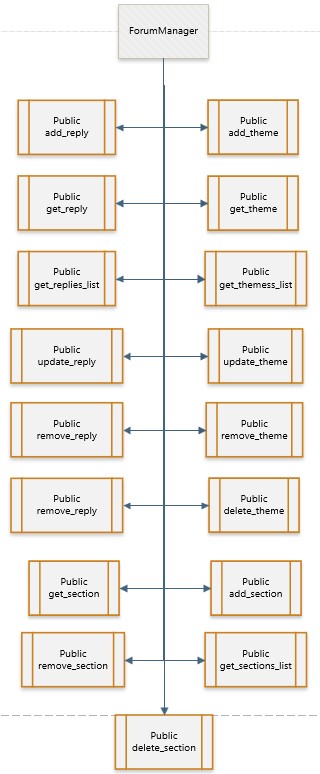 ForumManager
Public
add_reply
Public
add_theme
Public
get_reply
Public
get_theme
Public
get_replies_list
Public
get_themess_list
Public
update_reply
Public
update_theme
Public
remove_reply
Public
remove_theme
Public
remove_reply
Public
delete_theme
Public
get_section
Public
add_section
Public
remove_section
Public
get_sections_list
Public
delete_section